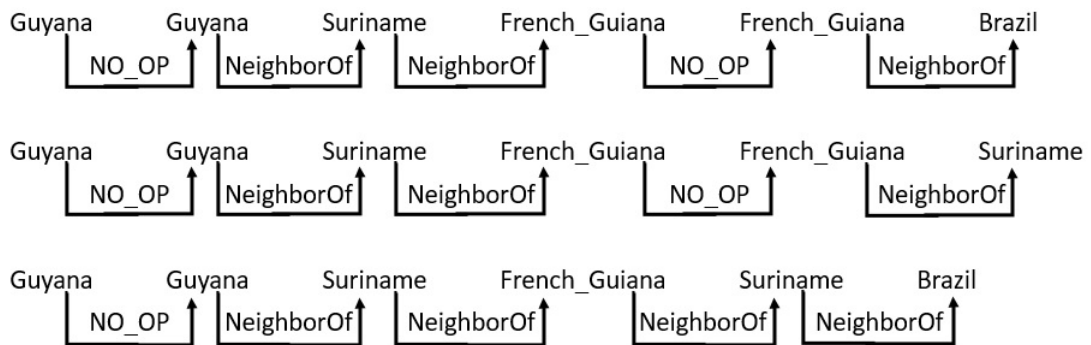 Guyana Guyana Suriname French_Guiana French_Guiana Brazil
NO_OP NeighborOf NeighborOf NO_OP NeighborOf
Guyana Guyana Suriname French_Guiana French_Guiana Suriname
NO_OP NeighborOf NeighborOf NO_OP NeighborOf
Guyana Guyana Suriname French_Guiana Suriname Brazil
NO_OP NeighborOf NeighborOf NeighborOf NeighborOf